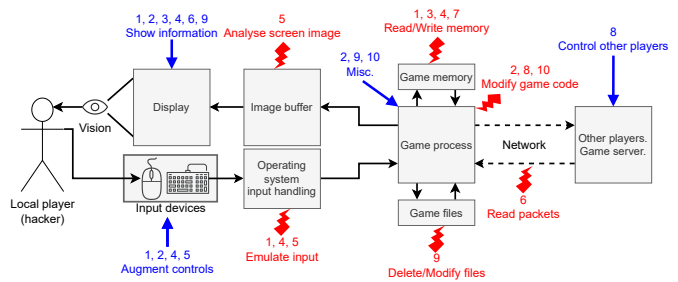 1, 2, 3, 4, 6, 9
Show information
5
Analyse screen image
1, 3, 4, 7
Read/Write memory
8
Control other players
2, 9, 10
Misc.
2, 8, 10
Modify game code
Game memory
Display
Image buffer
Vision
Game process
Network
Other players.
Game server.
Operating
system
input handling
Input devices
Local player
(hacker)
Game files
6
Read packets
1, 2, 4, 5
Augment controls
1, 4, 5
Emulate input
9
Delete/Modify files